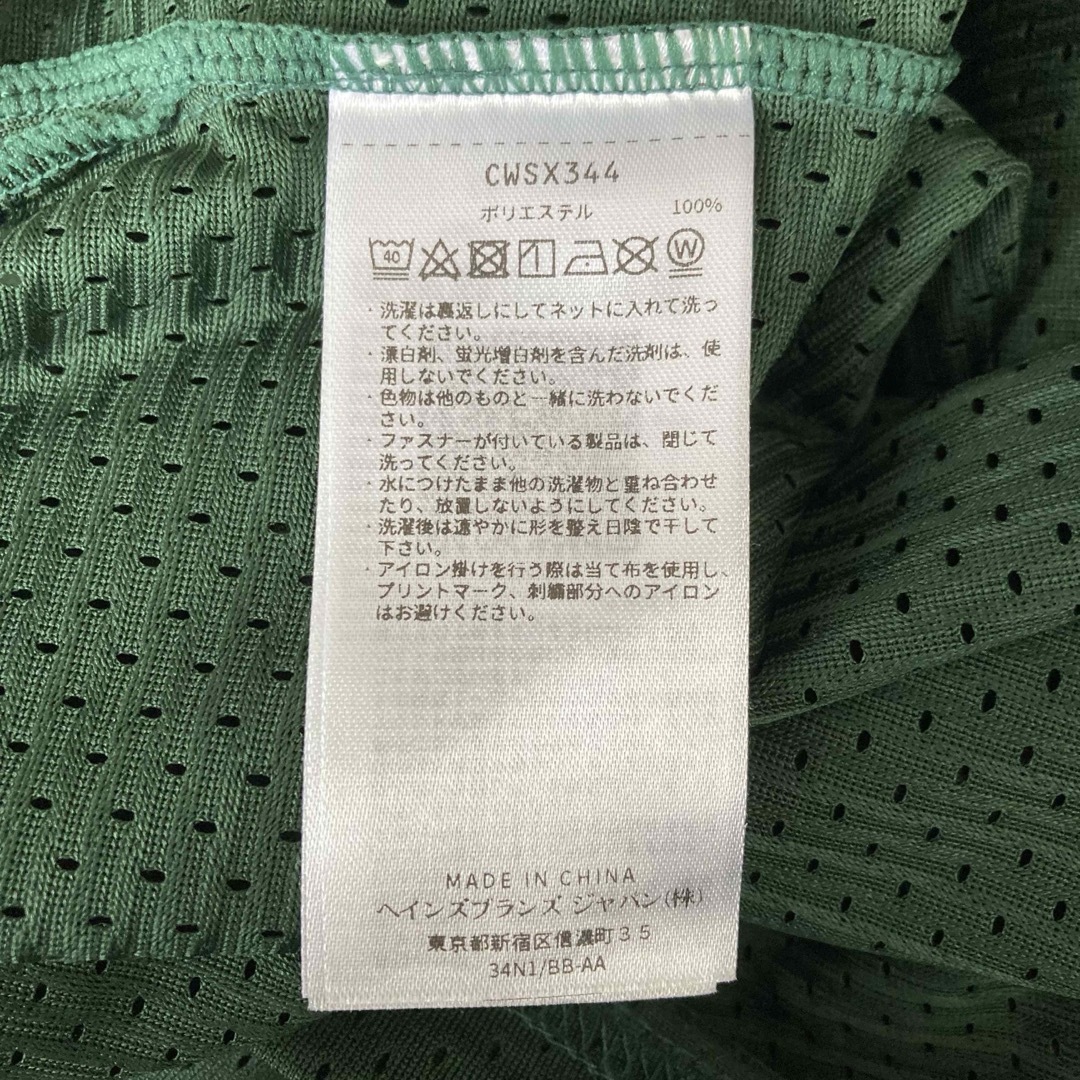 CWSX344
ポリエステル 100%
40 W
・洗濯は裏返しにしてネットに入れて洗っ
てください。
・漂白剤、蛍光増白剤を含んだ洗剤は、使
用しないでください。
・色物は他のものと一緒に洗わないでくだ
さい。
・ファスナーが付いている製品は、閉じて
洗ってください。
・水につけたまま他の洗濯物と重ね合わせ
たり、放置しないようにしてください。
・洗濯後は速やかに形を整え日陰で干して
下さい。
・アイロン掛けを行う際は当て布を使用し、
プリントマーク、刺繍部分へのアイロン
はお避けください。
MADE IN CHINA
ヘインズブランズ ジャパン(株)
東京都新宿区信濃町35
34N1/BB-AA